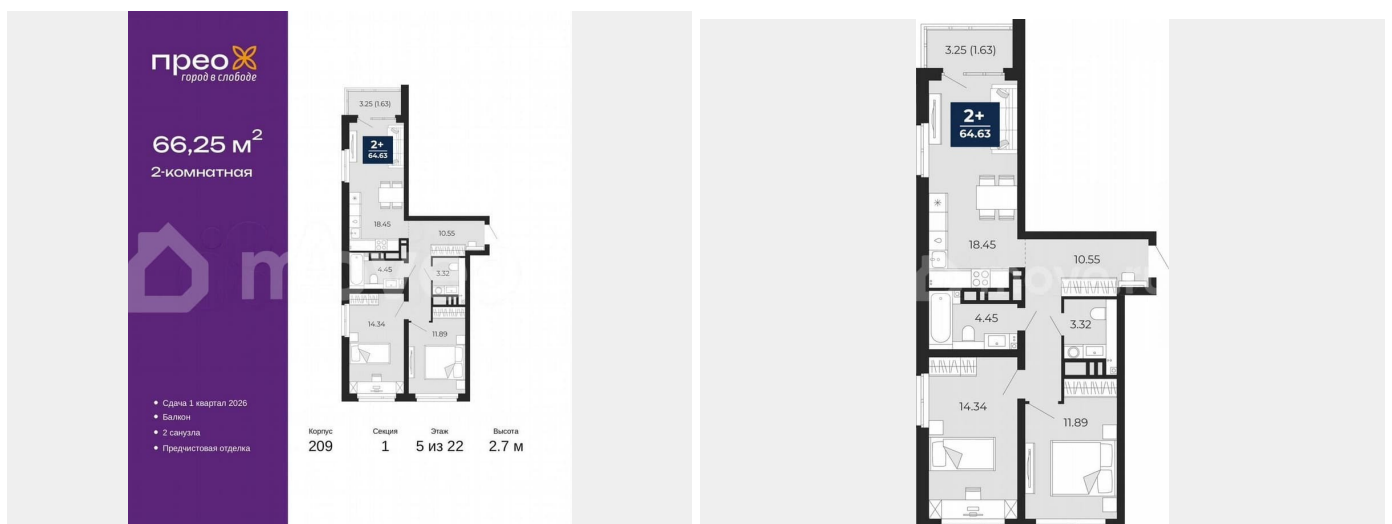 прео
город в слободе
66,25 м²
2-комнатная
Сдача 1 квартал 2026
Балкон
2 санузла
Предчистовая отделка
3.25 (1.63)
2+
64.63
18.45
10.55
4.45
3.32
14.34
11.89
Корпус
209
Секция
1
Этаж
5 из 22
Высота
2.7 м
3.25 (1.63)
2+
64.63
18.45
10.55
4.45
3.32
14.34
11.89